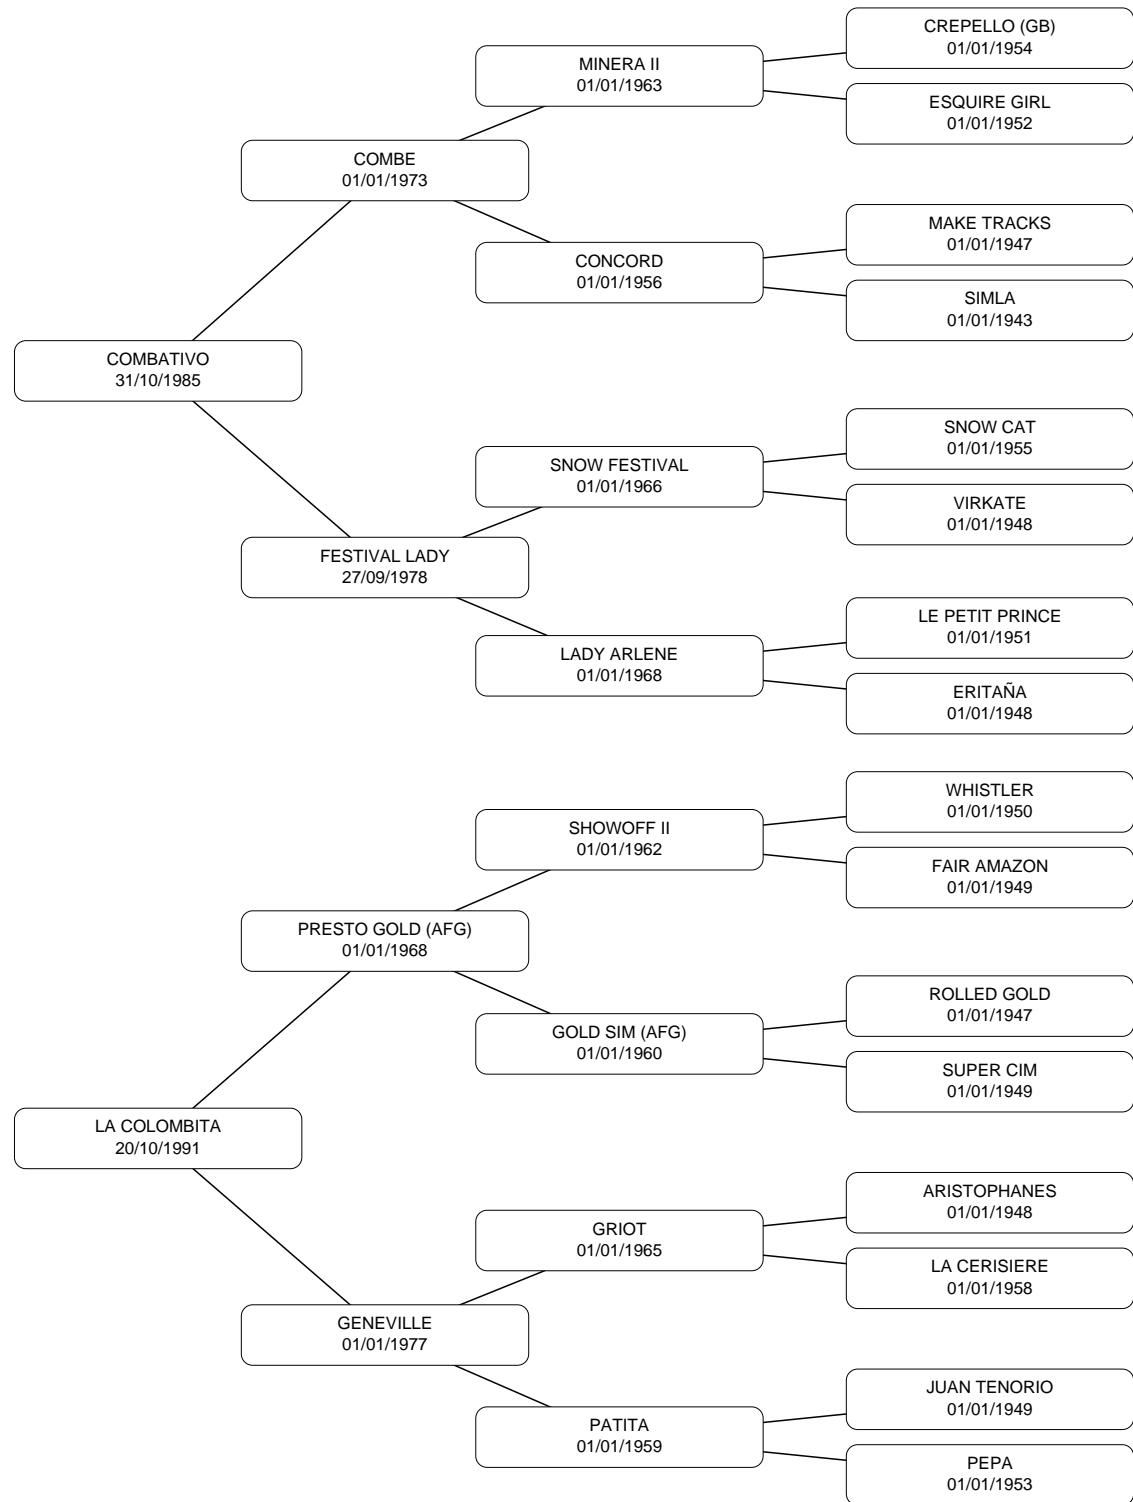 CREPELLO (GB)
01/01/1954
MINERA II
01/01/1963
ESQUIRE GIRL
01/01/1952
COMBE
01/01/1973
MAKE TRACKS
01/01/1947
CONCORD
01/01/1956
SIMLA
01/01/1943
COMBATIVO
31/10/1985
SNOW CAT
01/01/1955
SNOW FESTIVAL
01/01/1966
VIRKATE
01/01/1948
FESTIVAL LADY
27/09/1978
LE PETIT PRINCE
01/01/1951
LADY ARLENE
01/01/1968
ERITAÑA
01/01/1948
WHISTLER
01/01/1950
SHOWOFF II
01/01/1962
FAIR AMAZON
01/01/1949
PRESTO GOLD (AFG)
01/01/1968
ROLLED GOLD
01/01/1947
GOLD SIM (AFG)
01/01/1960
SUPER CIM
01/01/1949
LA COLOMBITA
20/10/1991
ARISTOPHANES
01/01/1948
GRIOT
01/01/1965
LA CERISIERE
01/01/1958
GENEVILLE
01/01/1977
JUAN TENORIO
01/01/1949
PATITA
01/01/1959
PEPA
01/01/1953